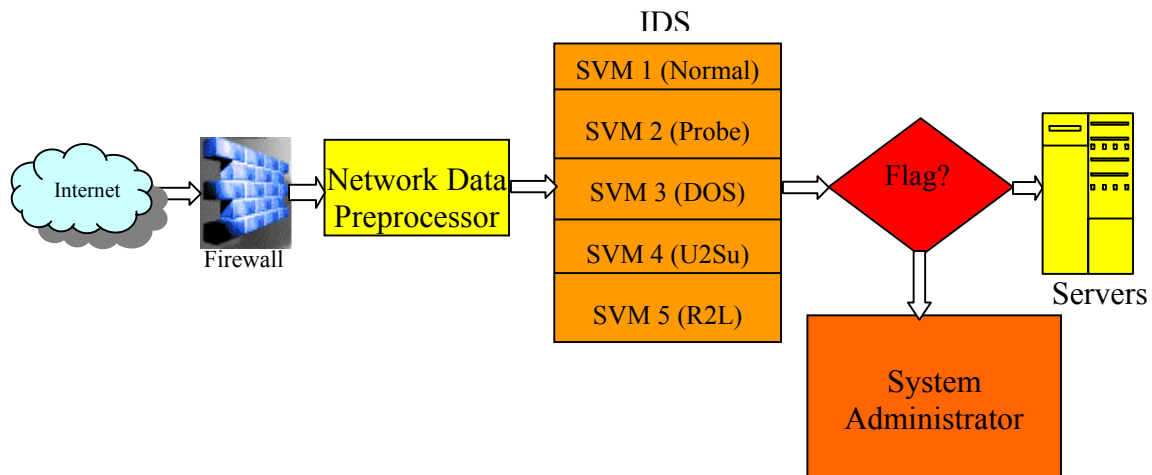 IDS
SVM 1 (Normal)
SVM 2 (Probe)
SVM 3 (DOS)
SVM 4 (U2Su)
SVM 5 (R2L)
Internet
Firewall
Network Data
Preprocessor
Flag?
Servers
System
Administrator